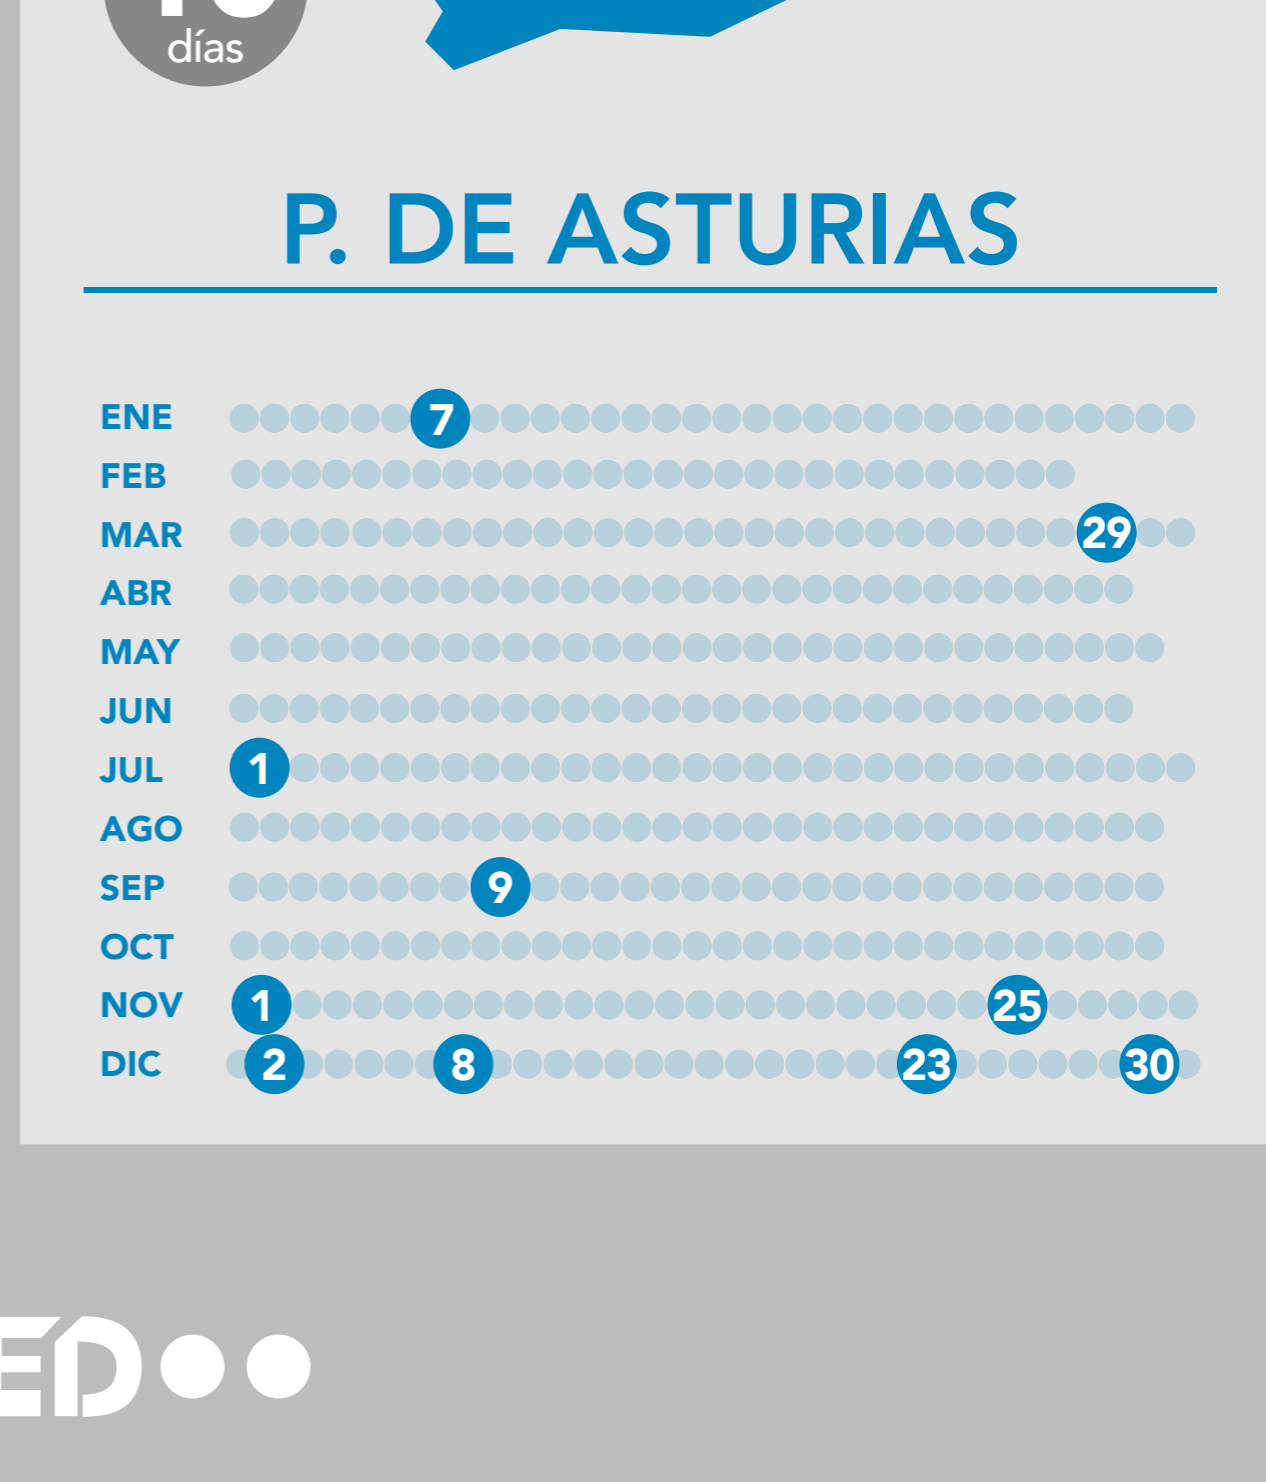 días
P. DE ASTURIAS
ENE 7
FEB
MAR 29
ABR
MAY
JUN
JUL 1
AGO
SEP 9
OCT
NOV 1 25
DIC 2 8 23 30
ED